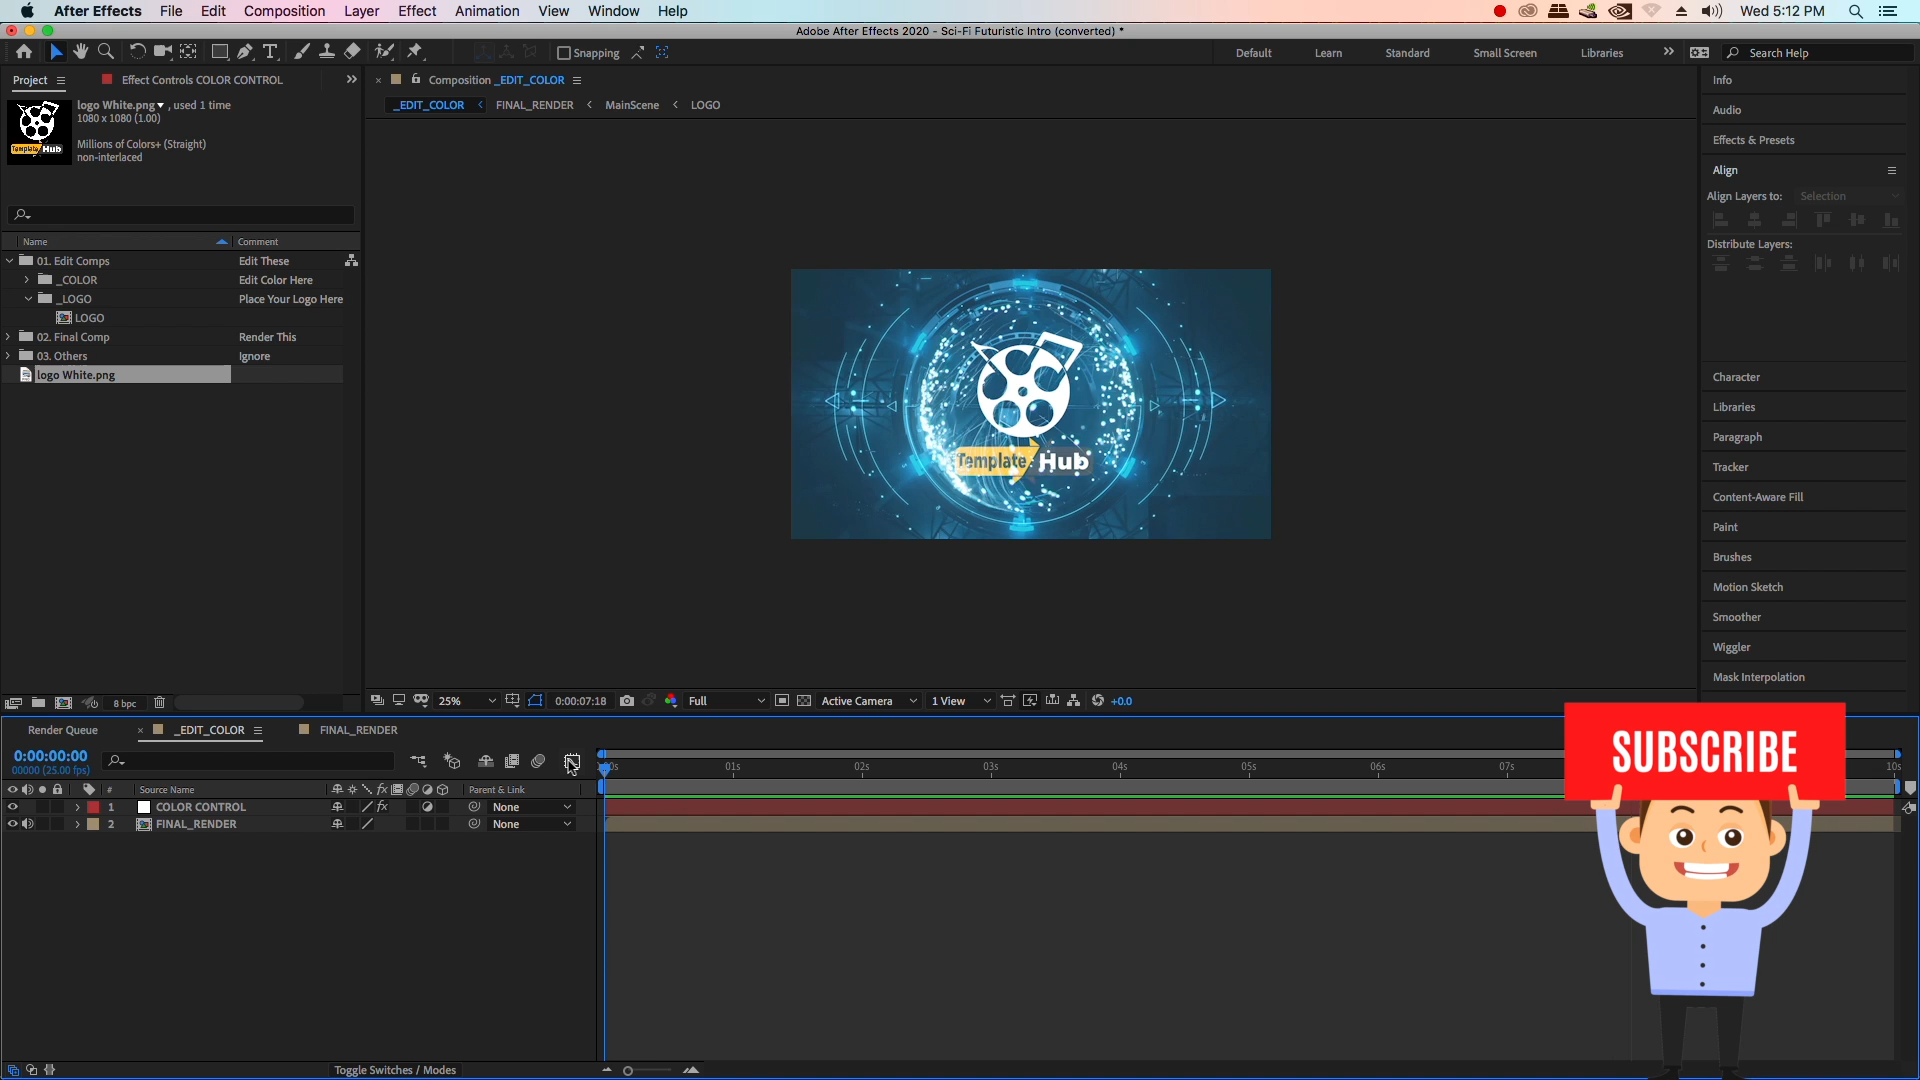 After Effects File Edit Composition Layer Effect Animation View Window Help
Wed 5:12 PM
Adobe After Effects 2020 - Sci-Fi Futuristic Intro (converted) *
Snapping
Default Learn Standard Small Screen Libraries
Search Help
Project
Effect Controls COLOR CONTROL
logo White.png , used 1 time
1080 x 1080 (1.00)
Millions of Colors+ (Straight)
non-interlaced
Template Hub
Name Comment
01. Edit Comps Edit These
_COLOR Edit Color Here
_LOGO Place Your Logo Here
LOGO
02. Final Comp Render This
03. Others Ignore
logo White.png
8 bpc
Composition _EDIT_COLOR
_EDIT_COLOR FINAL_RENDER MainScene LOGO
Template Hub
25%
0:00:07:18
Full
Active Camera
1 View
+0.0
Info
Audio
Effects & Presets
Align
Align Layers to: Selection
Distribute Layers:
Character
Libraries
Paragraph
Tracker
Content-Aware Fill
Paint
Brushes
Motion Sketch
Smoother
Wiggler
Mask Interpolation
Render Queue
_EDIT_COLOR
FINAL_RENDER
0:00:00:00
00000 (25.00 fps)
01s 02s 03s 04s 05s 06s 07s 10s
# Source Name Parent & Link
1 COLOR CONTROL None
2 FINAL_RENDER None
Toggle Switches / Modes
SUBSCRIBE